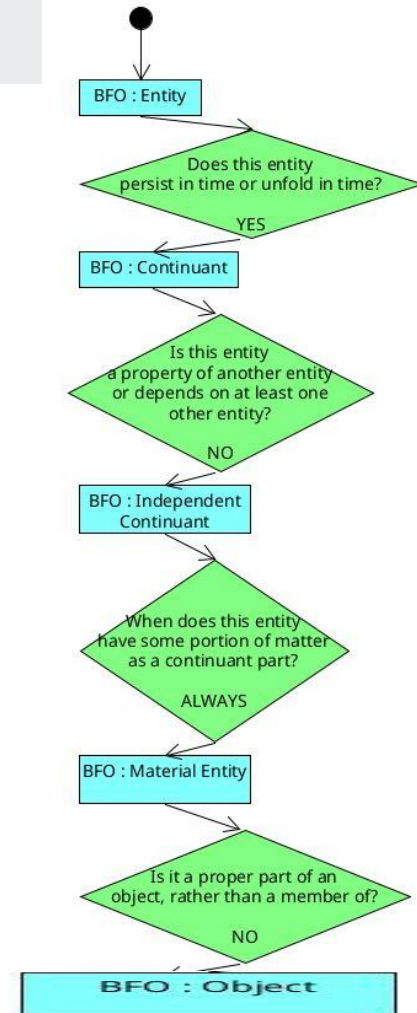 BFO : Entity
Does this entity
persist in time or unfold in time?
YES
BFO : Continuant
Is this entity
a property of another entity
or depends on at least one
other entity?
NO
BFO : Independent
Continuant
When does this entity
have some portion of matter
as a continuant part?
ALWAYS
BFO : Material Entity
Is it a proper part of an
object, rather than a member of?
NO
BFO : Object